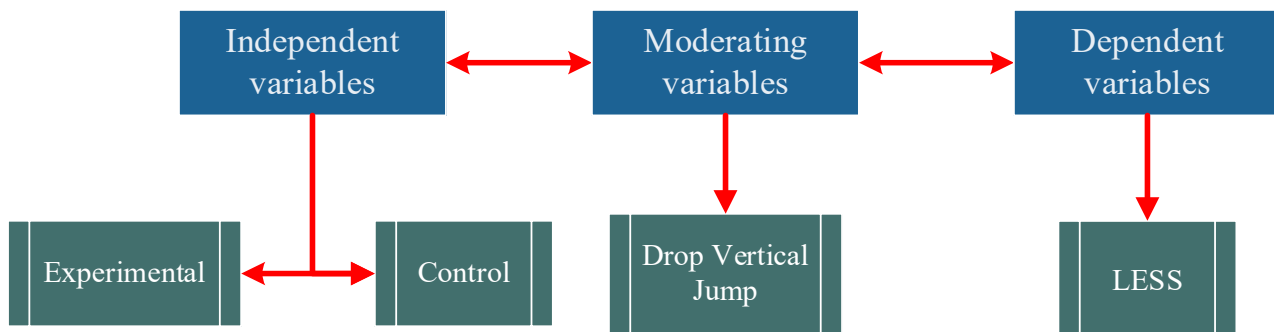 Independent
variables
Moderating
variables
Dependent
variables
Experimental
Control
Drop Vertical
Jump
LESS